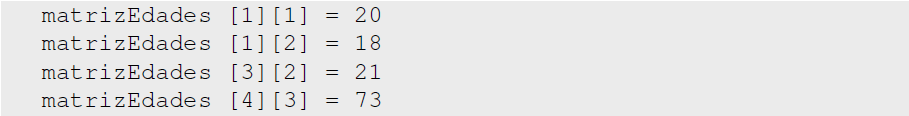 matrizEdades [1][1] = 20
matrizEdades [1][2] = 18
matrizEdades [3][2] = 21
matrizEdades [4][3] = 73